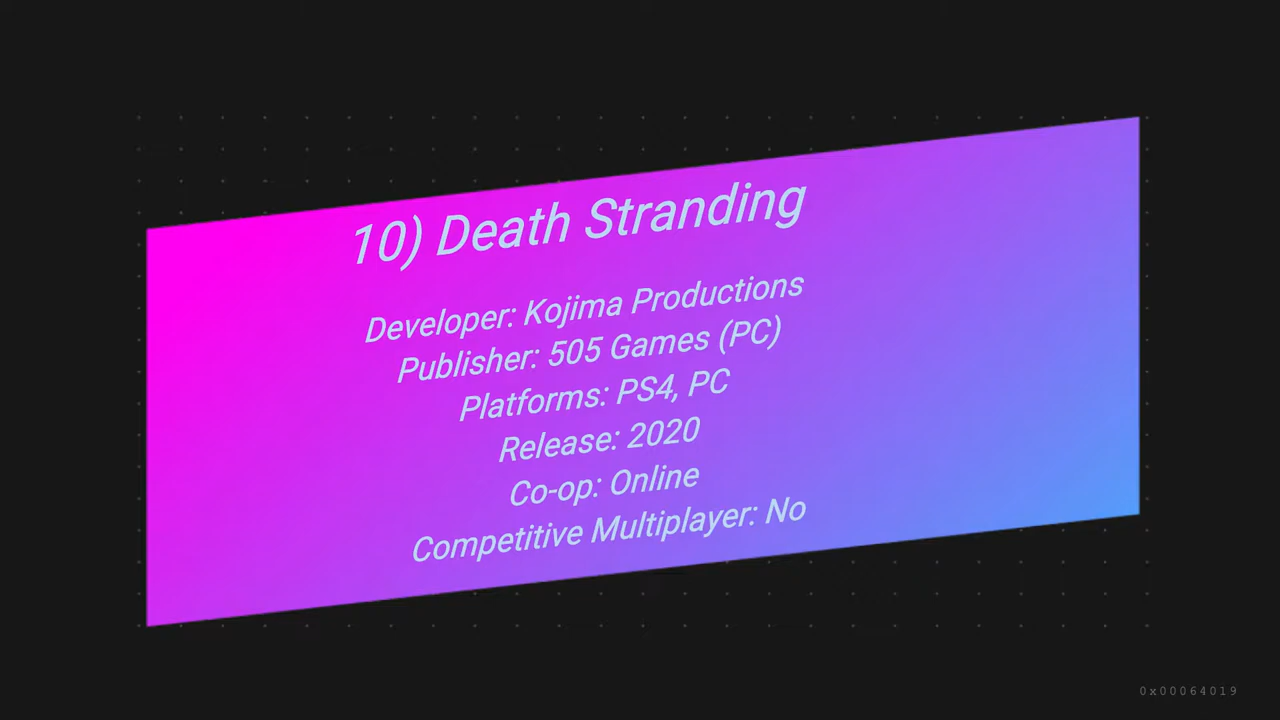 10) Death Stranding
Developer: Kojima Productions
Publisher: 505 Games (PC)
Platforms: PS4, PC
Release: 2020
Co-op: Online
Competitive Multiplayer: No
0x00064019